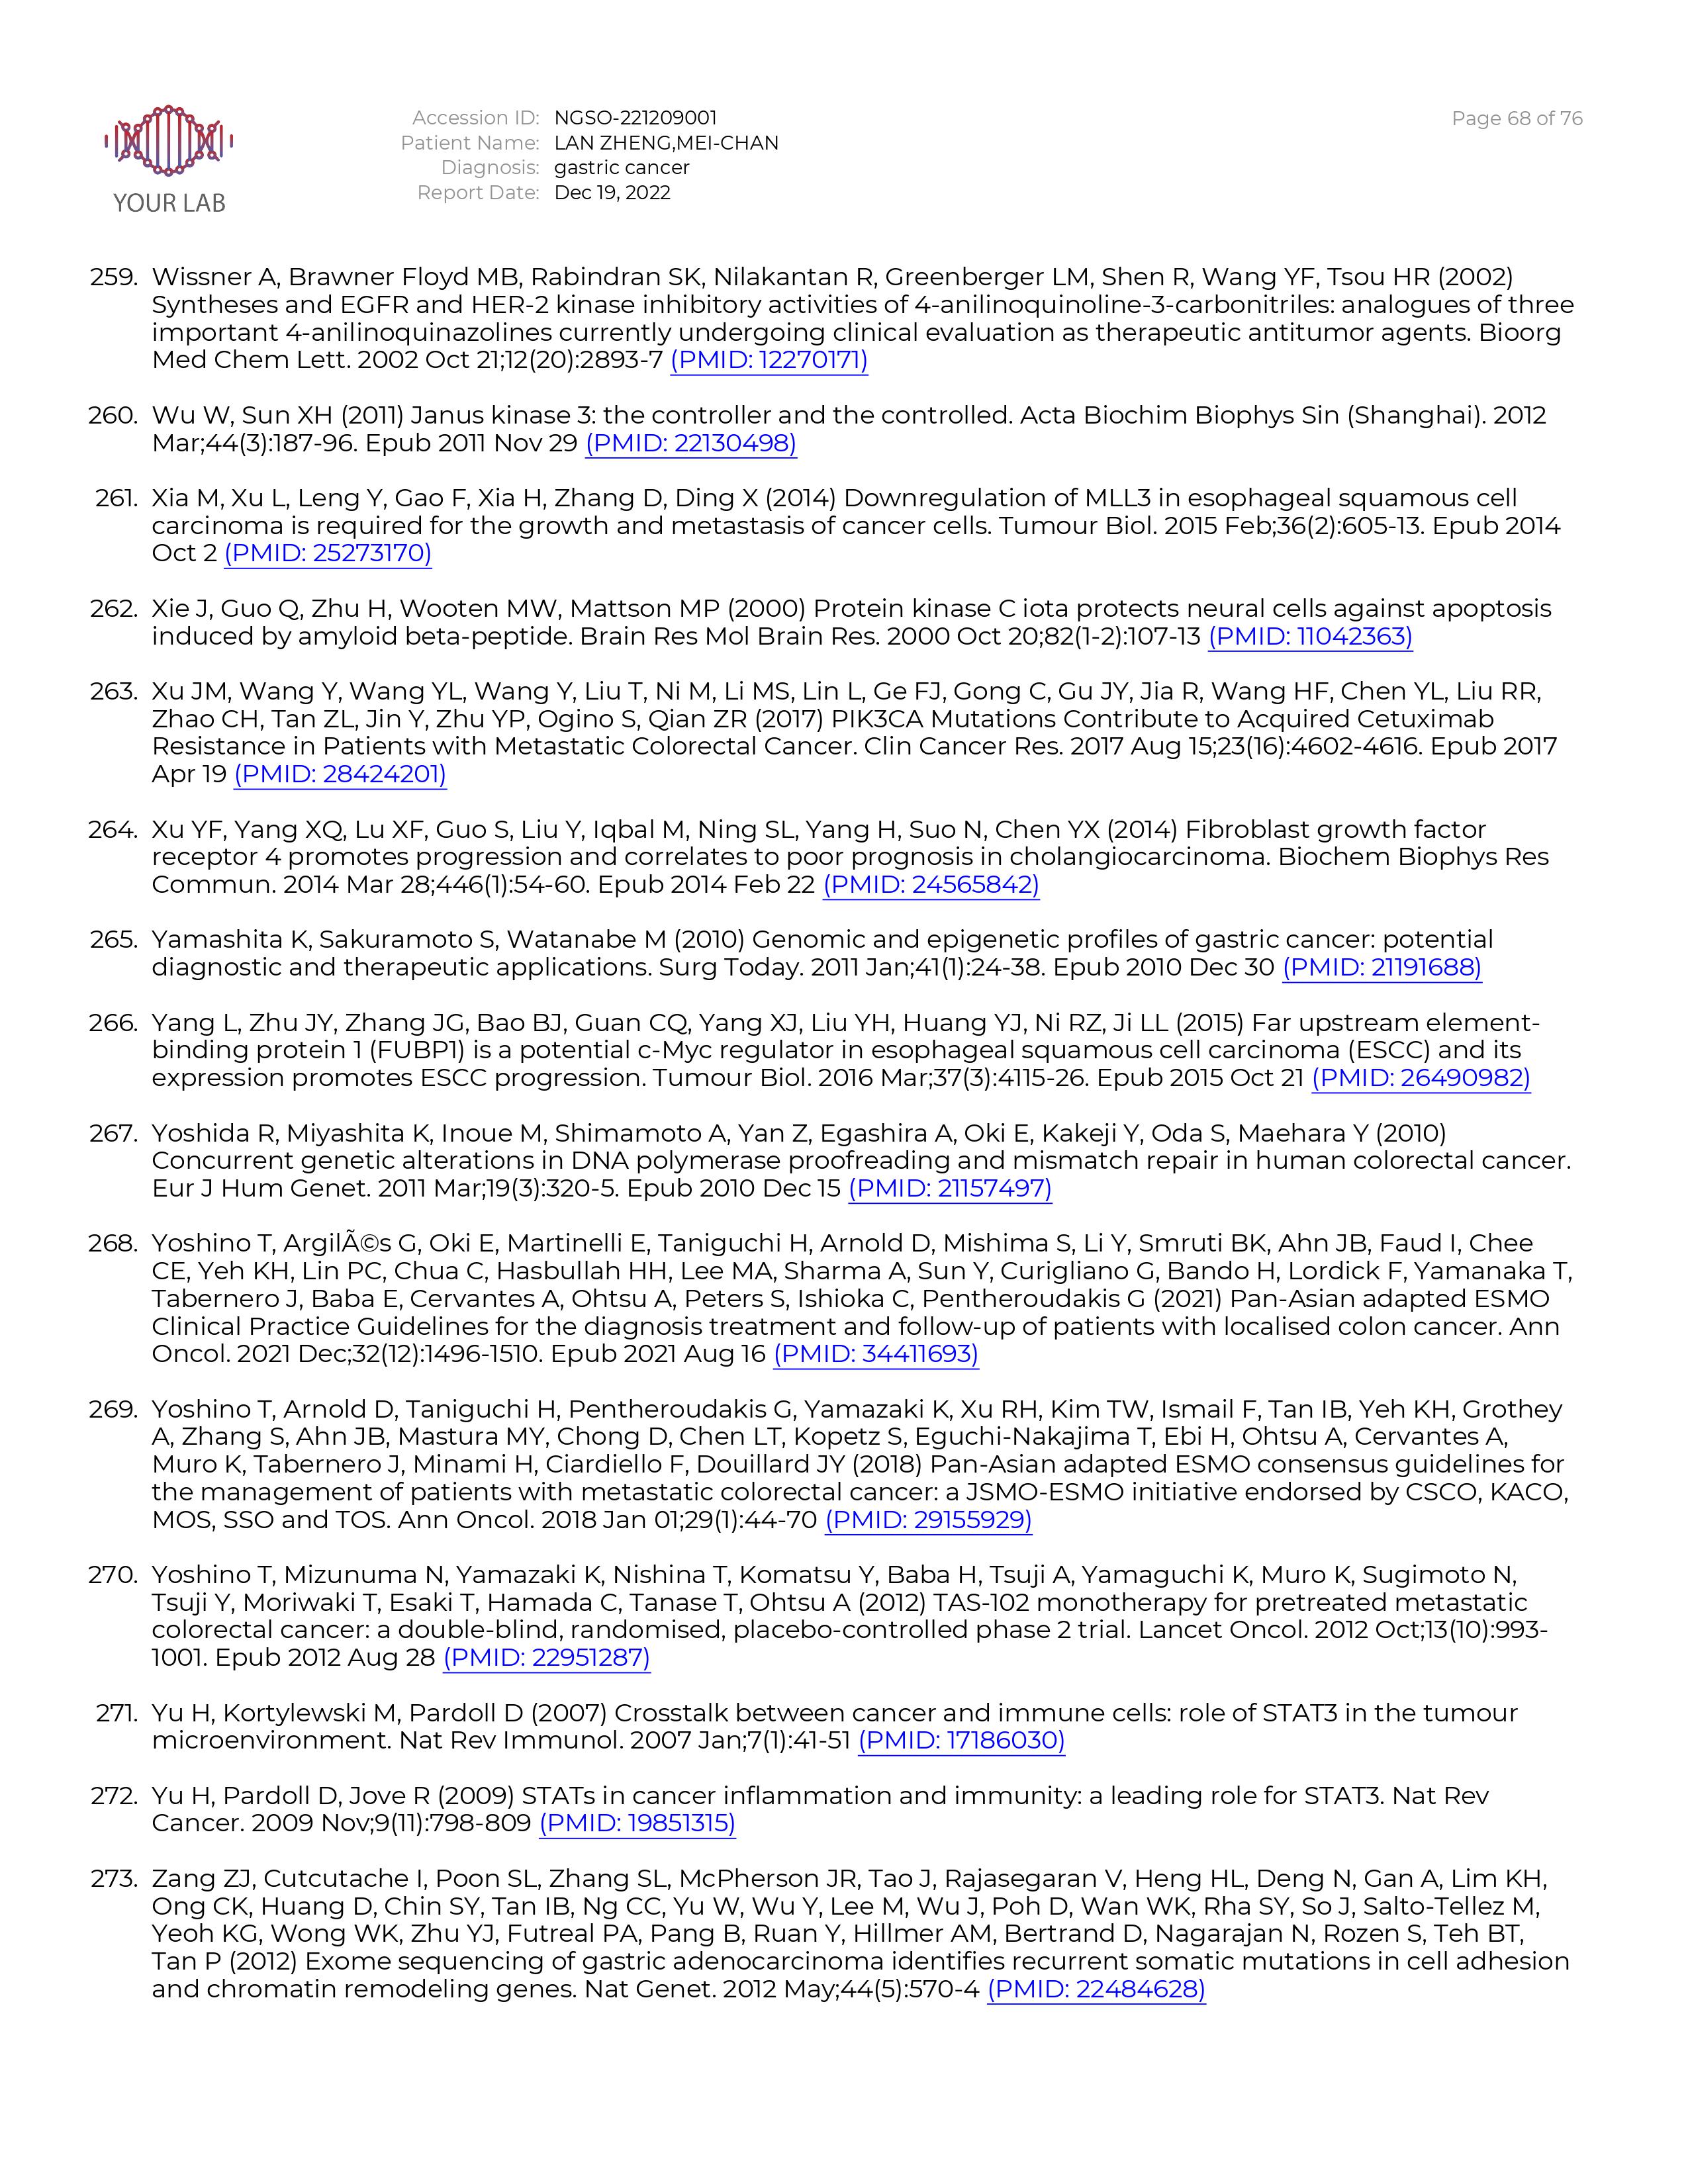 YOUR LAB
Accession ID: NGSO-221209001
Patient Name: LAN ZHENG,MEI-CHAN
Diagnosis: gastric cancer
Report Date: Dec 19, 2022
Page 68 of 76
259. Wissner A, Brawner Floyd MB, Rabindran SK, Nilakantan R, Greenberger LM, Shen R, Wang YF, Tsou HR (2002)
Syntheses and EGFR and HER-2 kinase inhibitory activities of 4-anilinoquinoline-3-carbonitriles: analogues of three
important 4-anilinoquinazolines currently undergoing clinical evaluation as therapeutic antitumor agents. Bioorg
Med Chem Lett. 2002 Oct 21;12(20):2893-7 (PMID: 12270171)
260. Wu W, Sun XH (2011) Janus kinase 3: the controller and the controlled. Acta Biochim Biophys Sin (Shanghai). 2012
Mar;44(3):187-96. Epub 2011 Nov 29 (PMID: 22130498)
261. Xia M, Xu L, Leng Y, Gao F, Xia H, Zhang D, Ding X (2014) Downregulation of MLL3 in esophageal squamous cell
carcinoma is required for the growth and metastasis of cancer cells. Tumour Biol. 2015 Feb;36(2):605-13. Epub 2014
Oct 2 (PMID: 25273170)
262. Xie J, Guo Q, Zhu H, Wooten MW, Mattson MP (2000) Protein kinase C iota protects neural cells against apoptosis
induced by amyloid beta-peptide. Brain Res Mol Brain Res. 2000 Oct 20;82(1-2):107-13 (PMID: 11042363)
263. Xu JM, Wang Y, Wang YL, Wang Y, Liu T, Ni M, Li MS, Lin L, Ge FJ, Gong C, Gu JY, Jia R, Wang HF, Chen YL, Liu RR,
Zhao CH, Tan ZL, Jin Y, Zhu YP, Ogino S, Qian ZR (2017) PIK3CA Mutations Contribute to Acquired Cetuximab
Resistance in Patients with Metastatic Colorectal Cancer. Clin Cancer Res. 2017 Aug 15;23(16):4602-4616. Epub 2017
Apr 19 (PMID: 28424201)
264. Xu YF, Yang XQ, Lu XF, Guo S, Liu Y, Iqbal M, Ning SL, Yang H, Suo N, Chen YX (2014) Fibroblast growth factor
receptor 4 promotes progression and correlates to poor prognosis in cholangiocarcinoma. Biochem Biophys Res
Commun. 2014 Mar 28;446(1):54-60. Epub 2014 Feb 22 (PMID: 24565842)
265. Yamashita K, Sakuramoto S, Watanabe M (2010) Genomic and epigenetic profiles of gastric cancer: potential
diagnostic and therapeutic applications. Surg Today. 2011 Jan;41(1):24-38. Epub 2010 Dec 30 (PMID: 21191688)
266. Yang L, Zhu JY, Zhang JG, Bao BJ, Guan CQ, Yang XJ, Liu YH, Huang YJ, Ni RZ, Ji LL (2015) Far upstream element-
binding protein 1 (FUBP1) is a potential c-Myc regulator in esophageal squamous cell carcinoma (ESCC) and its
expression promotes ESCC progression. Tumour Biol. 2016 Mar;37(3):4115-26. Epub 2015 Oct 21 (PMID: 26490982)
267. Yoshida R, Miyashita K, Inoue M, Shimamoto A, Yan Z, Egashira A, Oki E, Kakeji Y, Oda S, Maehara Y (2010)
Concurrent genetic alterations in DNA polymerase proofreading and mismatch repair in human colorectal cancer.
Eur J Hum Genet. 2011 Mar;19(3):320-5. Epub 2010 Dec 15 (PMID: 21157497)
268. Yoshino T, ArgilÃ©s G, Oki E, Martinelli E, Taniguchi H, Arnold D, Mishima S, Li Y, Smruti BK, Ahn JB, Faud I, Chee
CE, Yeh KH, Lin PC, Chua C, Hasbullah HH, Lee MA, Sharma A, Sun Y, Curigliano G, Bando H, Lordick F, Yamanaka T,
Tabernero J, Baba E, Cervantes A, Ohtsu A, Peters S, Ishioka C, Pentheroudakis G (2021) Pan-Asian adapted ESMO
Clinical Practice Guidelines for the diagnosis treatment and follow-up of patients with localised colon cancer. Ann
Oncol. 2021 Dec;32(12):1496-1510. Epub 2021 Aug 16 (PMID: 34411693)
269. Yoshino T, Arnold D, Taniguchi H, Pentheroudakis G, Yamazaki K, Xu RH, Kim TW, Ismail F, Tan IB, Yeh KH, Grothey
A, Zhang S, Ahn JB, Mastura MY, Chong D, Chen LT, Kopetz S, Eguchi-Nakajima T, Ebi H, Ohtsu A, Cervantes A,
Muro K, Tabernero J, Minami H, Ciardiello F, Douillard JY (2018) Pan-Asian adapted ESMO consensus guidelines for
the management of patients with metastatic colorectal cancer: a JSMO-ESMO initiative endorsed by CSCO, KACO,
MOS, SSO and TOS. Ann Oncol. 2018 Jan 01;29(1):44-70 (PMID: 29155929)
270. Yoshino T, Mizunuma N, Yamazaki K, Nishina T, Komatsu Y, Baba H, Tsuji A, Yamaguchi K, Muro K, Sugimoto N,
Tsuji Y, Moriwaki T, Esaki T, Hamada C, Tanase T, Ohtsu A (2012) TAS-102 monotherapy for pretreated metastatic
colorectal cancer: a double-blind, randomised, placebo-controlled phase 2 trial. Lancet Oncol. 2012 Oct;13(10):993-
1001. Epub 2012 Aug 28 (PMID: 22951287)
271. Yu H, Kortylewski M, Pardoll D (2007) Crosstalk between cancer and immune cells: role of STAT3 in the tumour
microenvironment. Nat Rev Immunol. 2007 Jan;7(1):41-51 (PMID: 17186030)
272. Yu H, Pardoll D, Jove R (2009) STATs in cancer inflammation and immunity: a leading role for STAT3. Nat Rev
Cancer. 2009 Nov;9(11):798-809 (PMID: 19851315)
273. Zang ZJ, Cutcutache I, Poon SL, Zhang SL, McPherson JR, Tao J, Rajasegaran V, Heng HL, Deng N, Gan A, Lim KH,
Ong CK, Huang D, Chin SY, Tan IB, Ng CC, Yu W, Wu Y, Lee M, Wu J, Poh D, Wan WK, Rha SY, So J, Salto-Tellez M,
Yeoh KG, Wong WK, Zhu YJ, Futreal PA, Pang B, Ruan Y, Hillmer AM, Bertrand D, Nagarajan N, Rozen S, Teh BT,
Tan P (2012) Exome sequencing of gastric adenocarcinoma identifies recurrent somatic mutations in cell adhesion
and chromatin remodeling genes. Nat Genet. 2012 May;44(5):570-4 (PMID: 22484628)